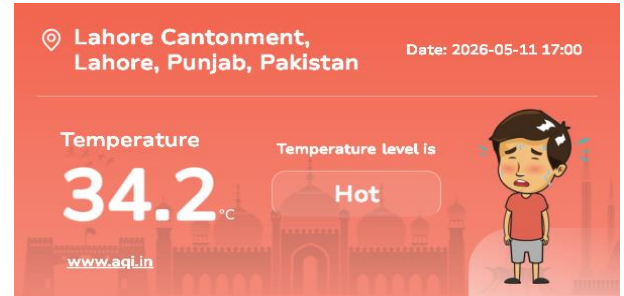 Lahore Cantonment,
Lahore, Punjab, Pakistan
Date: 2026-05-11 17:00
Temperature
34.2 °C
Temperature level is
Hot
www.aqi.in